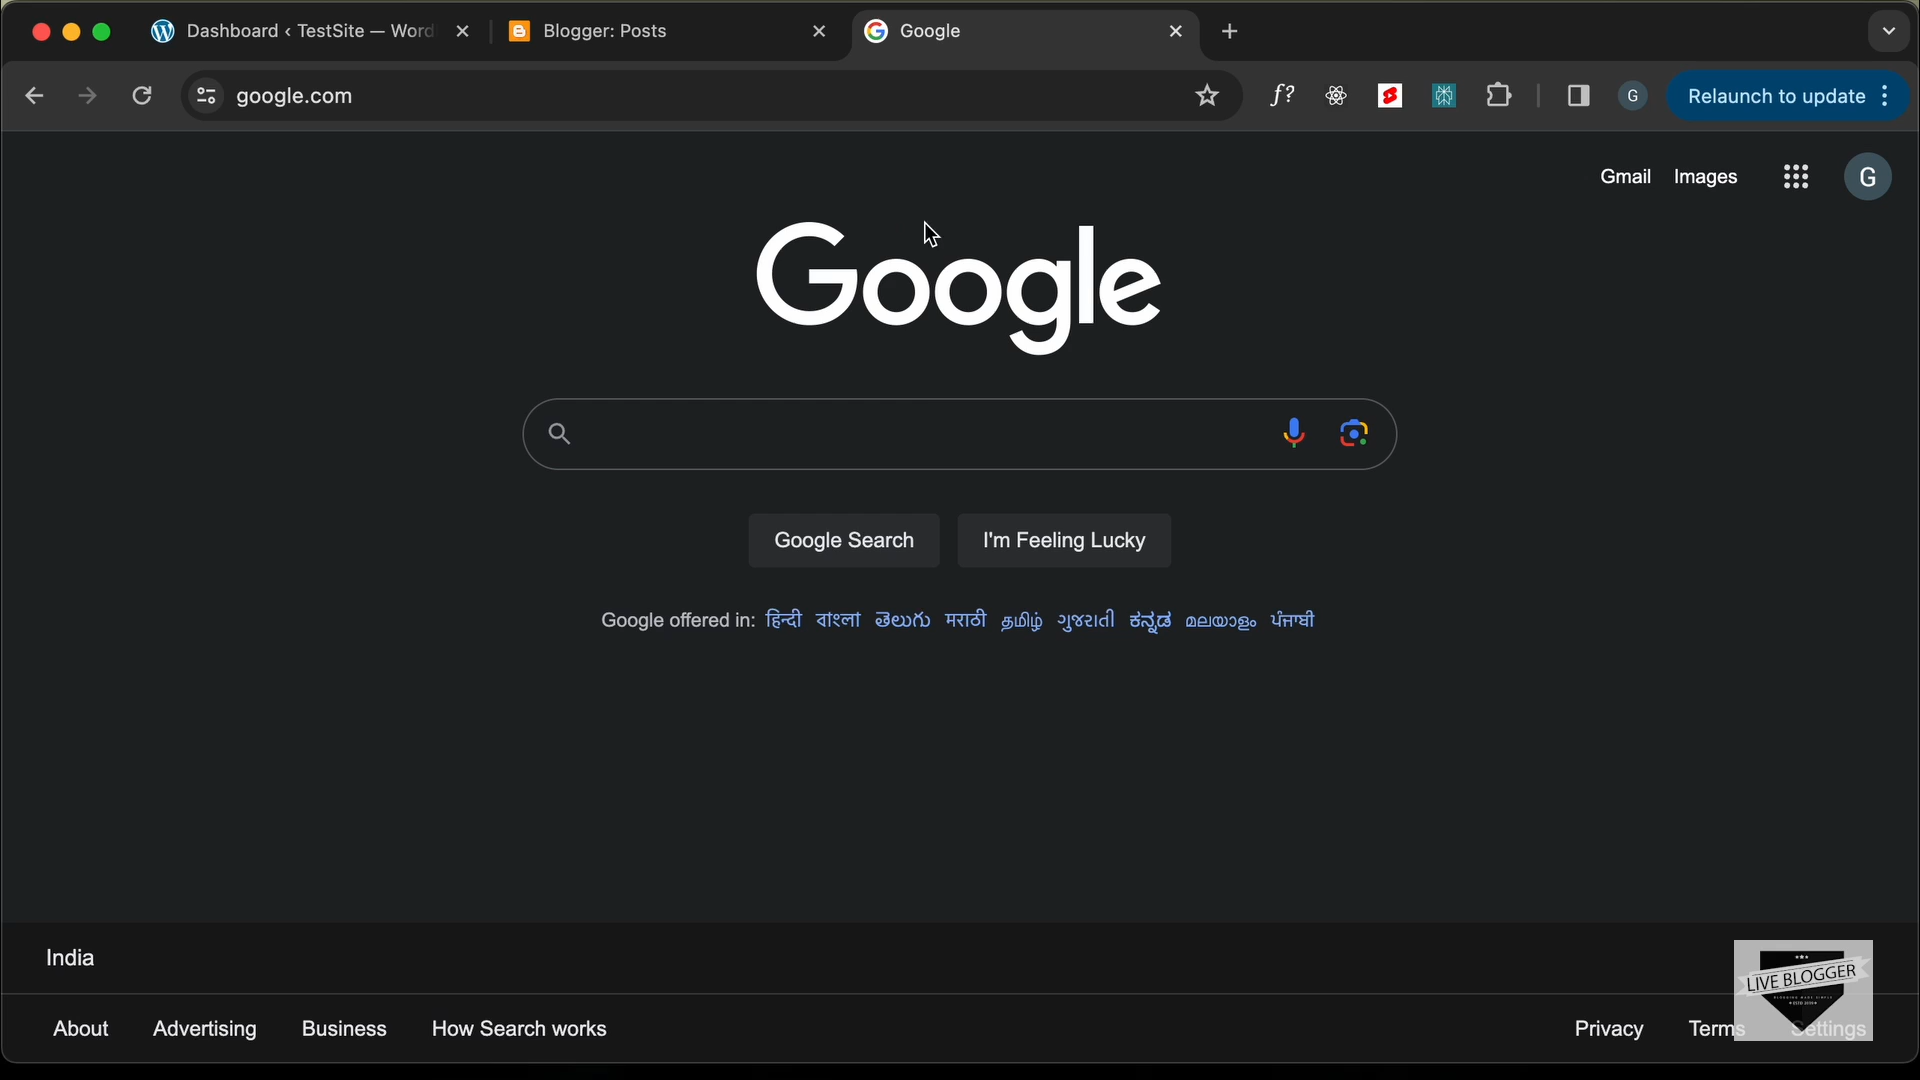 Dashboard ‹ TestSite — Word
Blogger: Posts
Google
google.com
f?
G
Relaunch to update
Gmail Images
G
Google
Google Search
I'm Feeling Lucky
Google offered in: हिन्दी বাংলা తెలుగు मराठी தமிழ் ગુજરાતી ಕನ್ನಡ മലയാളം ਪੰਜਾਬੀ
India
LIVE BLOGGER
About Advertising Business How Search works
Privacy Terms Settings